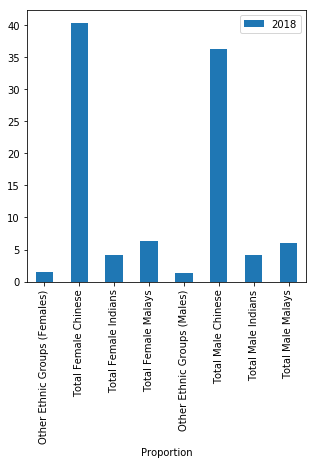 2018
40
35
30
25
20
15
10
5
0
Other Ethnic Groups (Females)
Total Female Chinese
Total Female Indians
Total Female Malays
Other Ethnic Groups (Males)
Total Male Chinese
Total Male Indians
Total Male Malays
Proportion